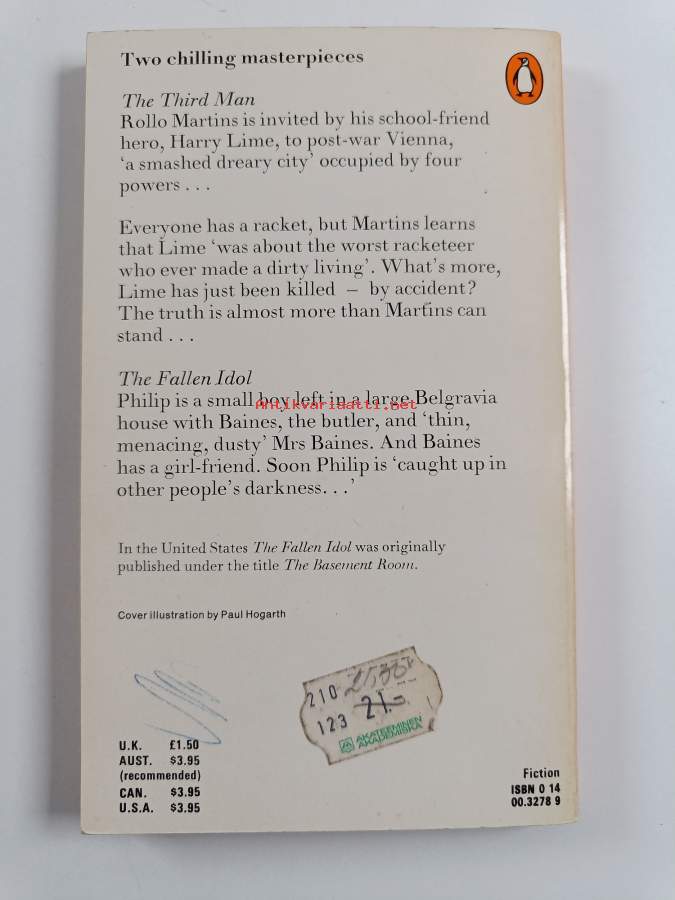 Two chilling masterpieces
The Third Man
Rollo Martins is invited by his school-friend
hero, Harry Lime, to post-war Vienna,
‘a smashed dreary city’ occupied by four
powers . . .
Everyone has a racket, but Martins learns
that Lime ‘was about the worst racketeer
who ever made a dirty living’. What’s more,
Lime has just been killed – by accident?
The truth is almost more than Martins can
stand . . .
The Fallen Idol
Philip is a small boy left in a large Belgravia
Antikvariaatti.net
house with Baines, the butler, and ‘thin,
menacing, dusty’ Mrs Baines. And Baines
has a girl-friend. Soon Philip is ‘caught up in
other people’s darkness. . .’
In the United States The Fallen Idol was originally
published under the title The Basement Room.
Cover illustration by Paul Hogarth
210
123 21.-
AKATEEMINEN
AKADEMISKA
U.K. £1.50
AUST. $3.95
(recommended)
CAN. $3.95
U.S.A. $3.95
Fiction
ISBN 0 14
00.3278 9